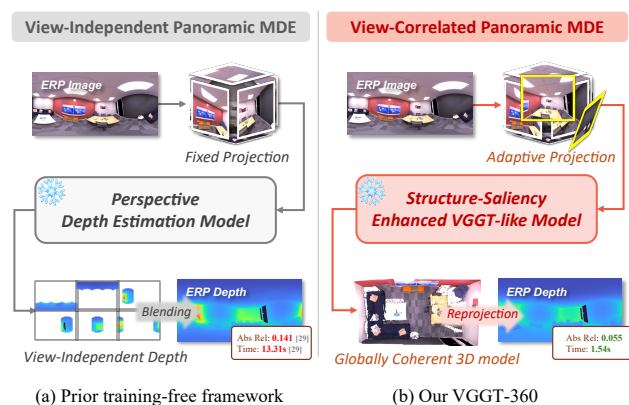 View-Independent Panoramic MDE
ERP Image
Fixed Projection
Perspective
Depth Estimation Model
ERP Depth
Blending
Abs Rel: 0.141 [29]
Time: 13.31s [29]
View-Independent Depth
(a) Prior training-free framework
View-Correlated Panoramic MDE
ERP Image
Adaptive Projection
Structure-Saliency
Enhanced VGGT-like Model
ERP Depth
Reprojection
Abs Rel: 0.055
Time: 1.54s
Globally Coherent 3D model
(b) Our VGGT-360